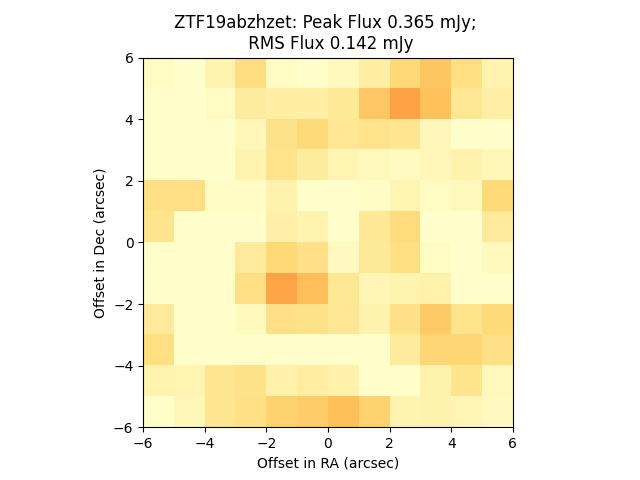 ZTF19abzhzet: Peak Flux 0.365 mJy;
RMS Flux 0.142 mJy
6
4
2
0
−2
−4
−6
Offset in Dec (arcsec)
−6 −4 −2 0 2 4 6
Offset in RA (arcsec)